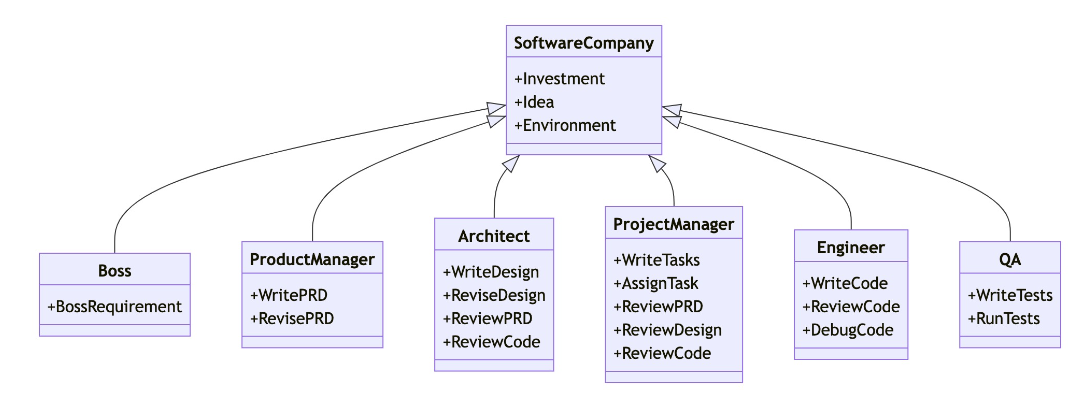 SoftwareCompany
+Investment
+Idea
+Environment
Boss
+BossRequirement
ProductManager
+WritePRD
+RevisePRD
Architect
+WriteDesign
+ReviseDesign
+ReviewPRD
+ReviewCode
ProjectManager
+WriteTasks
+AssignTask
+ReviewPRD
+ReviewDesign
+ReviewCode
Engineer
+WriteCode
+ReviewCode
+DebugCode
QA
+WriteTests
+RunTests